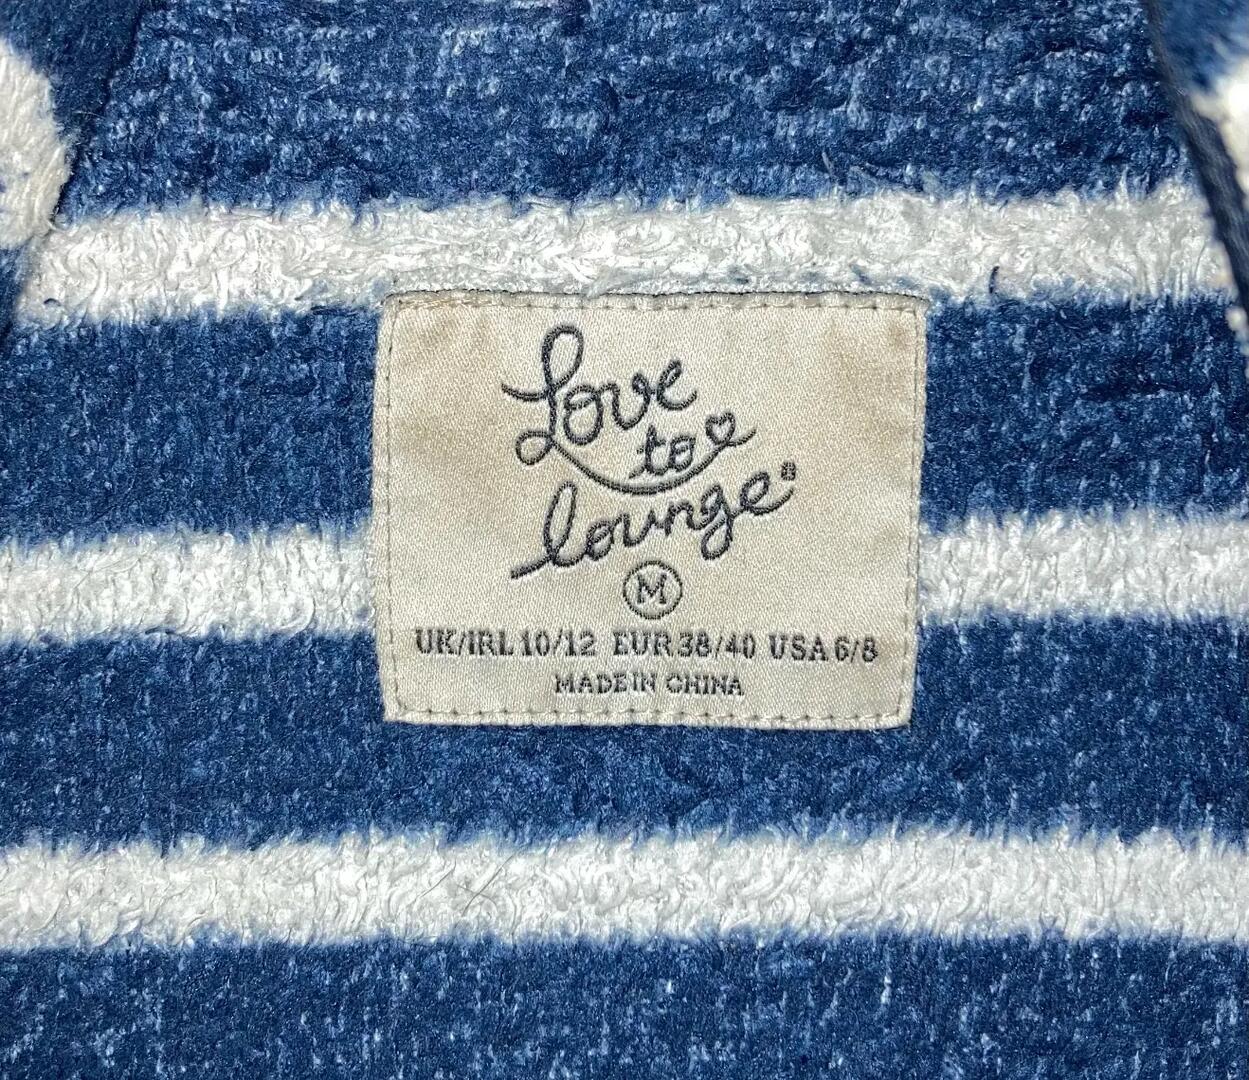 Love
to
lounge®
M
UK/IRL 10/12 EUR 38/40 USA 6/8
MADE IN CHINA